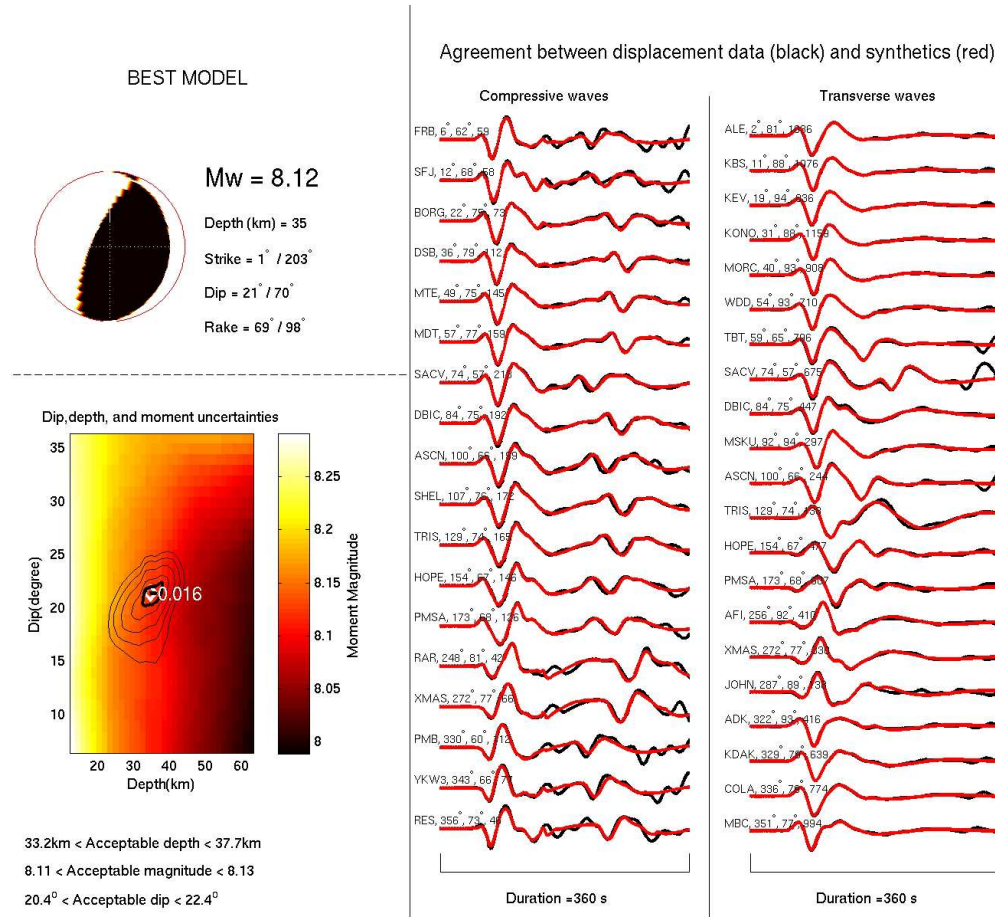 Agreement between displacement data (black) and synthetics (red)
BEST MODEL
Mw = 8.12
Depth (km) = 35
Strike = 1° / 203°
Dip = 21° / 70°
Rake = 69° / 98°
Dip,depth, and moment uncertainties
35
30
25
20
15
10
Dip(degree)
0.016
20 30 40 50 60
Depth(km)
8.25
8.2
8.15
8.1
8.05
8
Moment Magnitude
33.2km < Acceptable depth < 37.7km
8.11 < Acceptable magnitude < 8.13
20.4° < Acceptable dip < 22.4°
Compressive waves
FRB, 6°, 62°, 59
SFJ, 12°, 68°, 58
BORG, 22°, 75°, 73
DSB, 36°, 79°, 112
MTE, 49°, 75°, 145
MDT, 57°, 77°, 159
SACV, 74°, 57°
DBIC, 84°, 75°, 192
ASCN, 100°, 66°, 199
SHEL, 107°, 76°, 172
TRIS, 129°, 74°, 165
HOPE, 154°, 67°, 146
PMSA, 173°, 68°, 126
RAR, 248°, 81°, 42
XMAS, 272°, 77°, 66
PMB, 330°, 60°, 112
YKW3, 343°, 66°, 77
RES, 356°, 73°, 46
Duration =360 s
Transverse waves
ALE, 2°, 81°
KBS, 11°, 88°, 1076
KEV, 19°, 94°, 936
KONO, 31°, 88°, 1159
MORC, 40°, 93°, 908
WDD, 54°, 93°, 710
TBT, 59°, 65°, 796
SACV, 74°, 57°, 675
DBIC, 84°, 75°, 447
MSKU, 92°, 94°, 297
ASCN, 100°, 66°, 244
TRIS, 129°, 74°, 138
HOPE, 154°, 67°, 477
PMSA, 173°, 68°
AFI, 256°, 92°, 410
XMAS, 272°, 77°
JOHN, 287°, 89°
ADK, 322°, 93°, 416
KDAK, 329°, 79°, 639
COLA, 336°, 79°, 774
MBC, 351°, 77°, 994
Duration =360 s